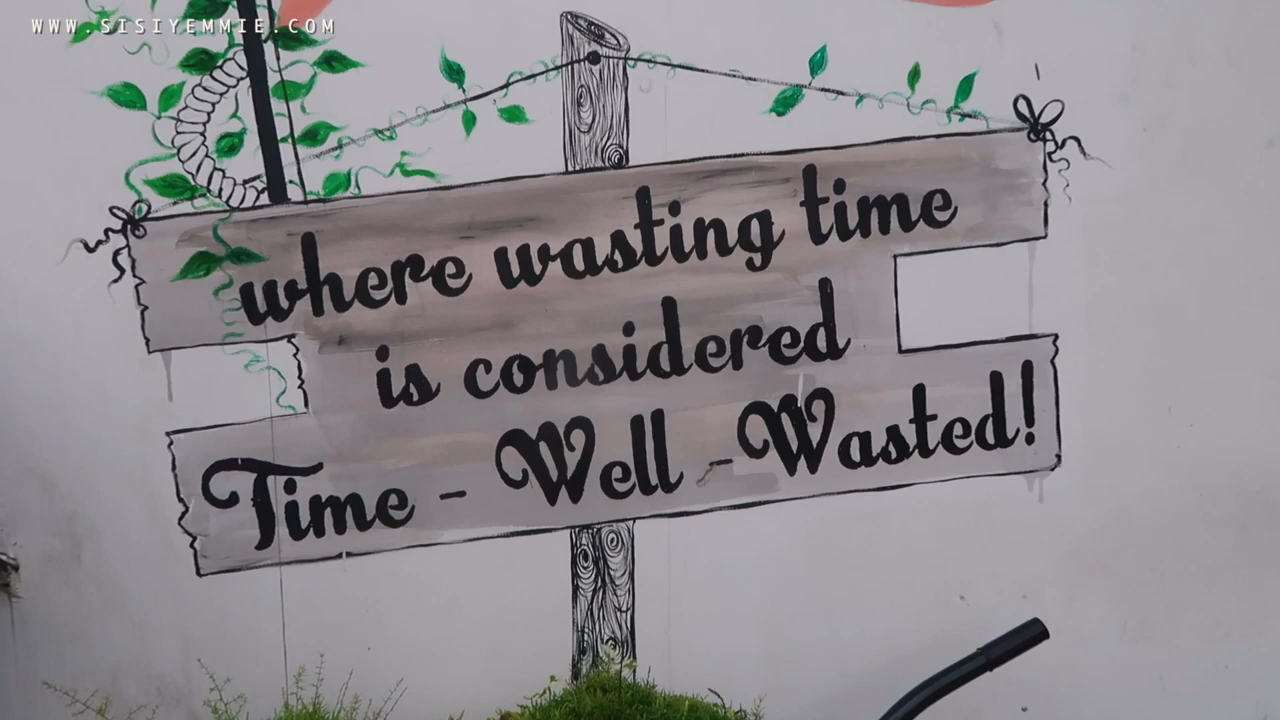 WWW.SISIYEMMIE.COM
where wasting time
is considered
Time - Well - Wasted!